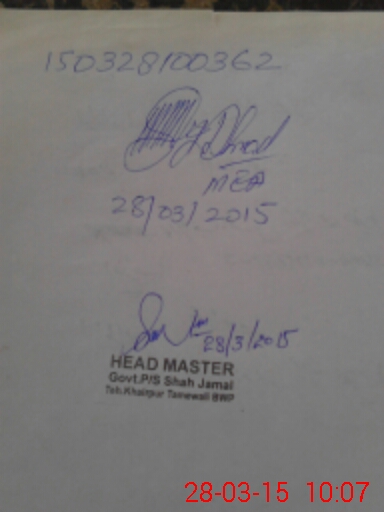 150328100362
MEA
28/03/2015
28/3/2015
HEAD MASTER
Govt.P/S Shah Jamal
Teh.Khairpur Tamewali BWP
28-03-15 10:07